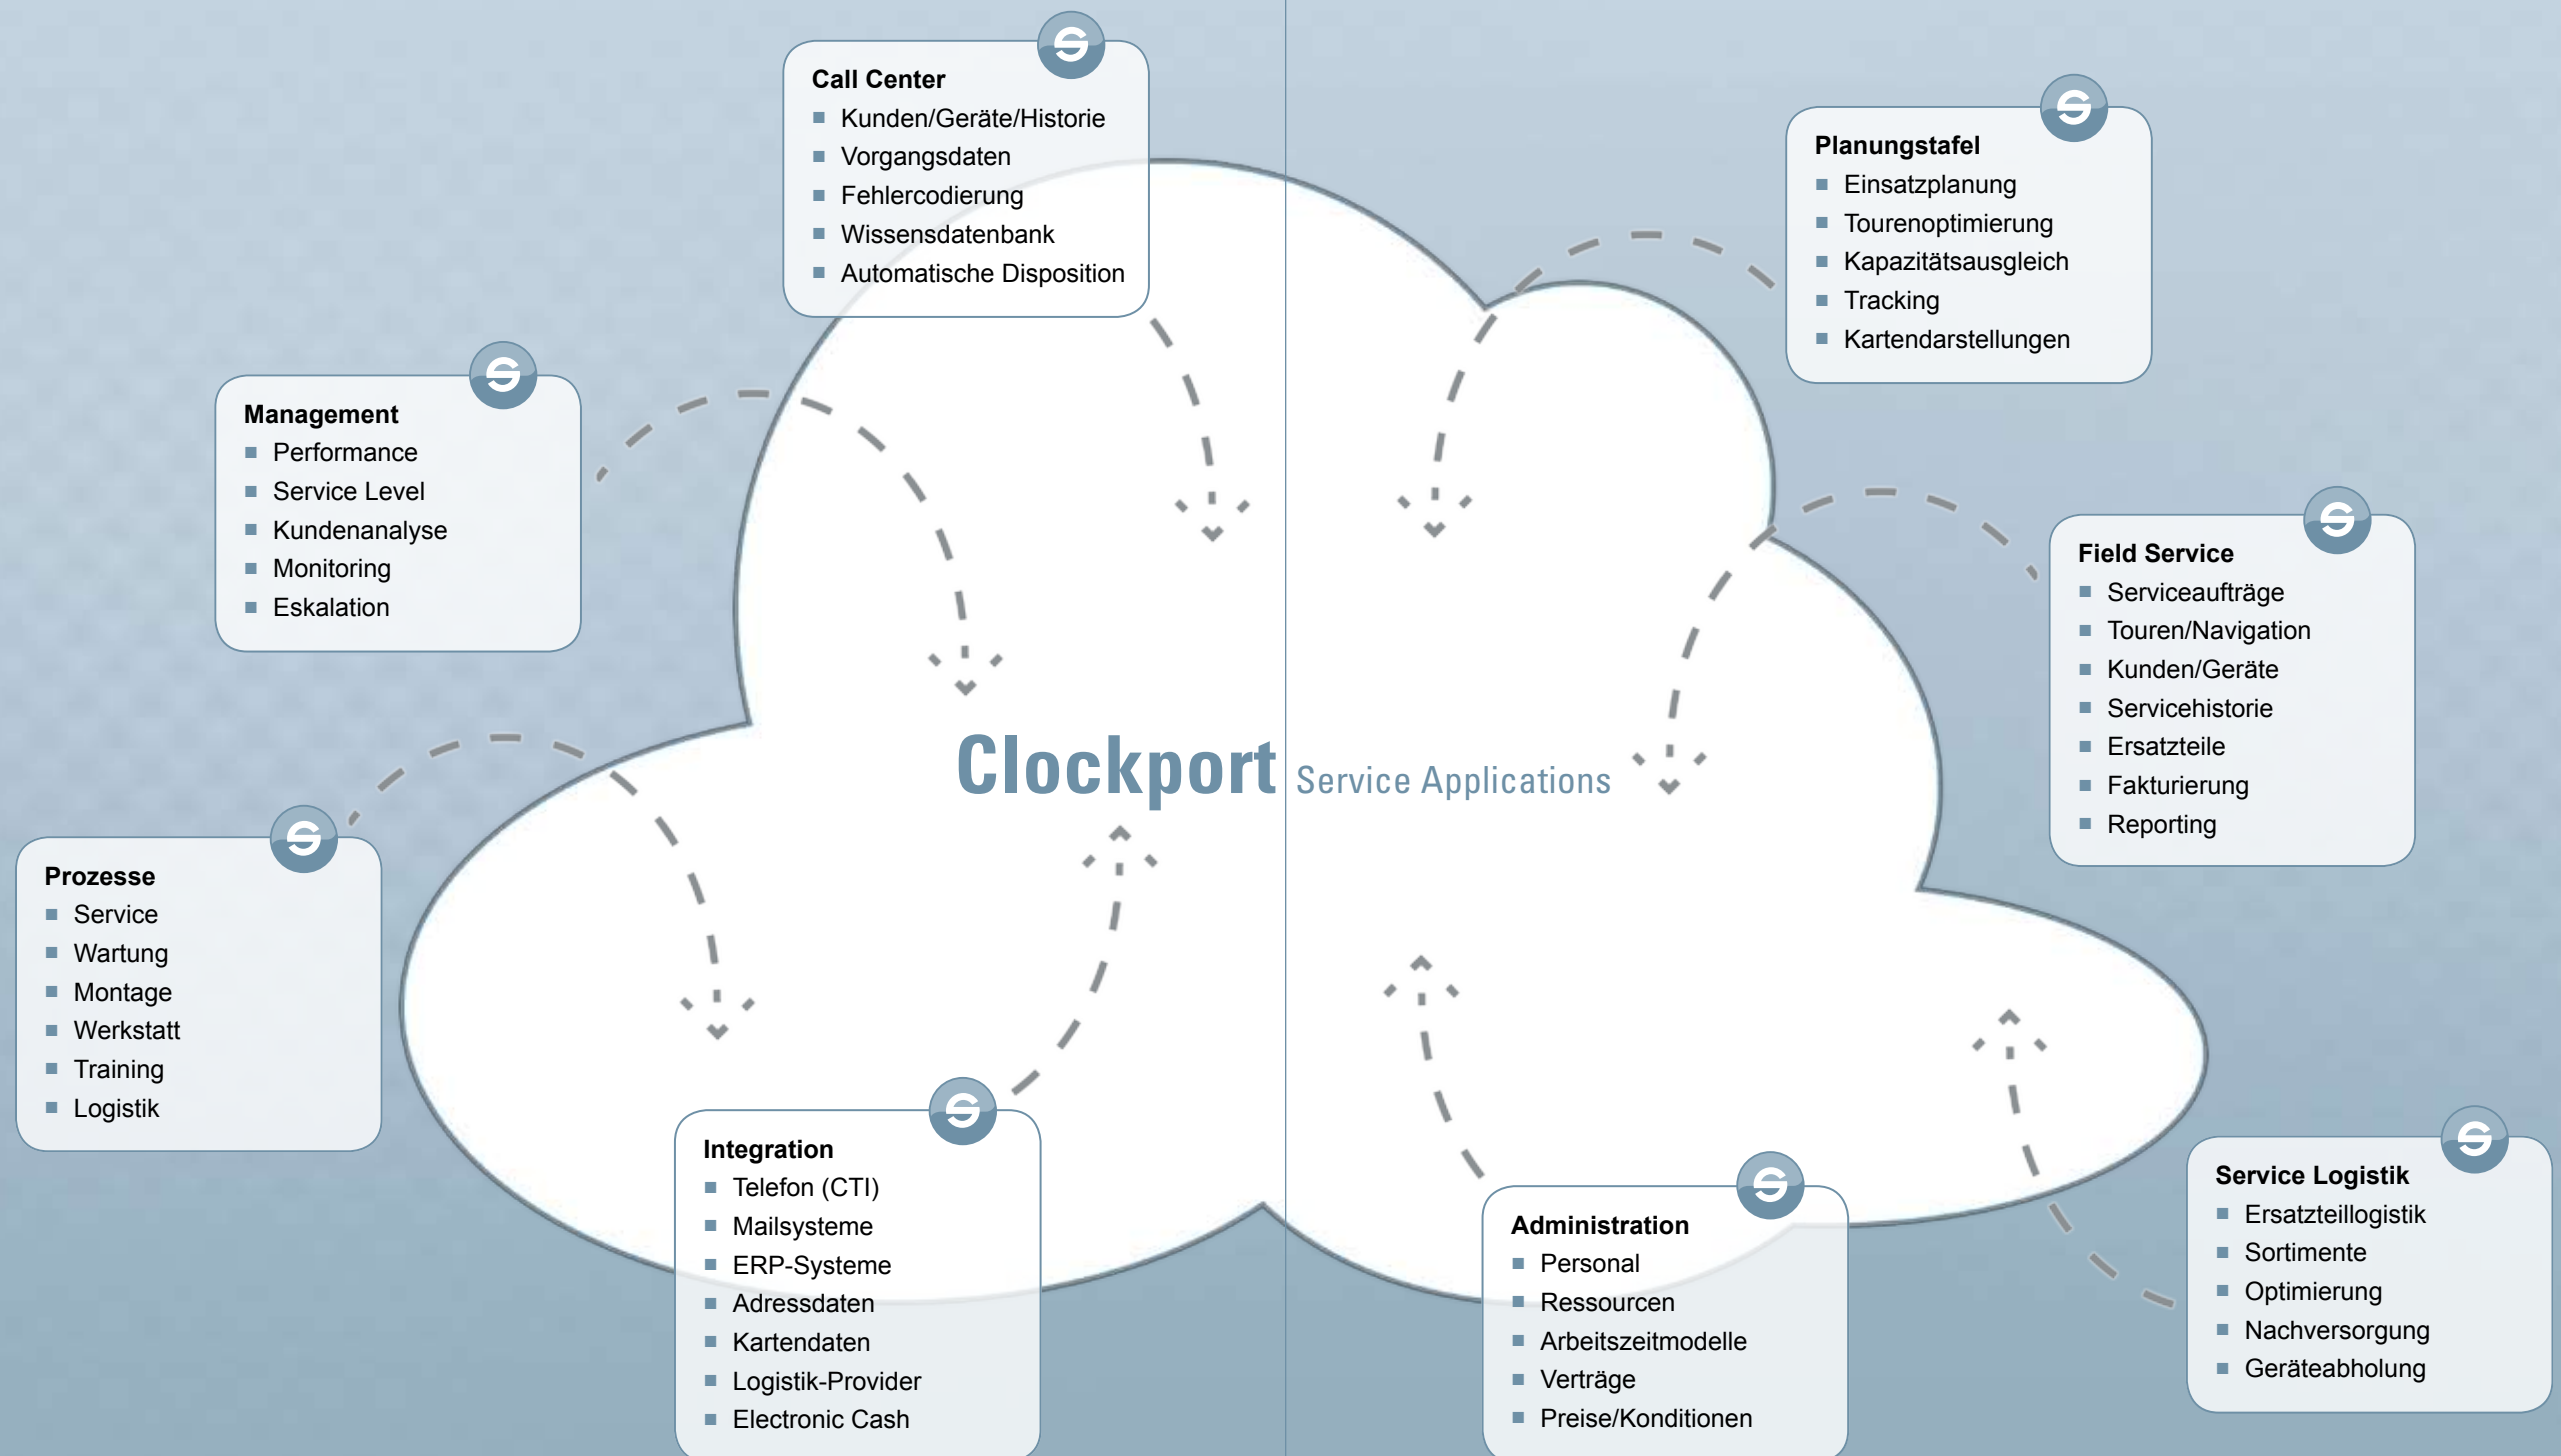 Call Center
Kunden/Geräte/Historie
Vorgangsdaten
Fehlercodierung
Wissensdatenbank
Automatische Disposition
Planungstafel
Einsatzplanung
Tourenoptimierung
Kapazitätsausgleich
Tracking
Kartendarstellungen
Management
Performance
Service Level
Kundenanalyse
Monitoring
Eskalation
Field Service
Serviceaufträge
Touren/Navigation
Kunden/Geräte
Servicehistorie
Ersatzteile
Fakturierung
Reporting
Clockport Service Applications
Prozesse
Service
Wartung
Montage
Werkstatt
Training
Logistik
Integration
Telefon (CTI)
Mailsysteme
ERP-Systeme
Adressdaten
Kartendaten
Logistik-Provider
Electronic Cash
Administration
Personal
Ressourcen
Arbeitszeitmodelle
Verträge
Preise/Konditionen
Service Logistik
Ersatzteillogistik
Sortimente
Optimierung
Nachversorgung
Geräteabholung